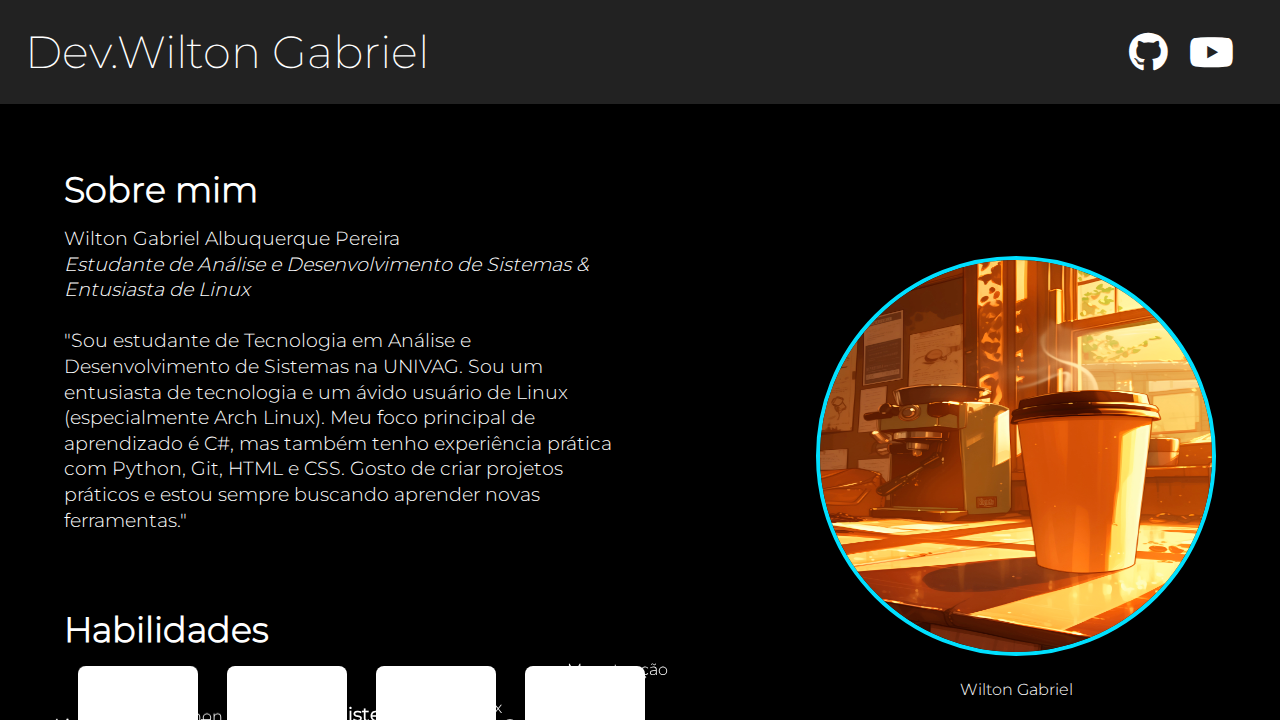 Dev.Wilton Gabriel
Sobre mim
Wilton Gabriel Albuquerque Pereira
Estudante de Análise e Desenvolvimento de Sistemas &
Entusiasta de Linux
"Sou estudante de Tecnologia em Análise e
Desenvolvimento de Sistemas na UNIVAG. Sou um
entusiasta de tecnologia e um ávido usuário de Linux
(especialmente Arch Linux). Meu foco principal de
aprendizado é C#, mas também tenho experiência prática
com Python, Git, HTML e CSS. Gosto de criar projetos
práticos e estou sempre buscando aprender novas
ferramentas."
Habilidades
Wilton Gabriel